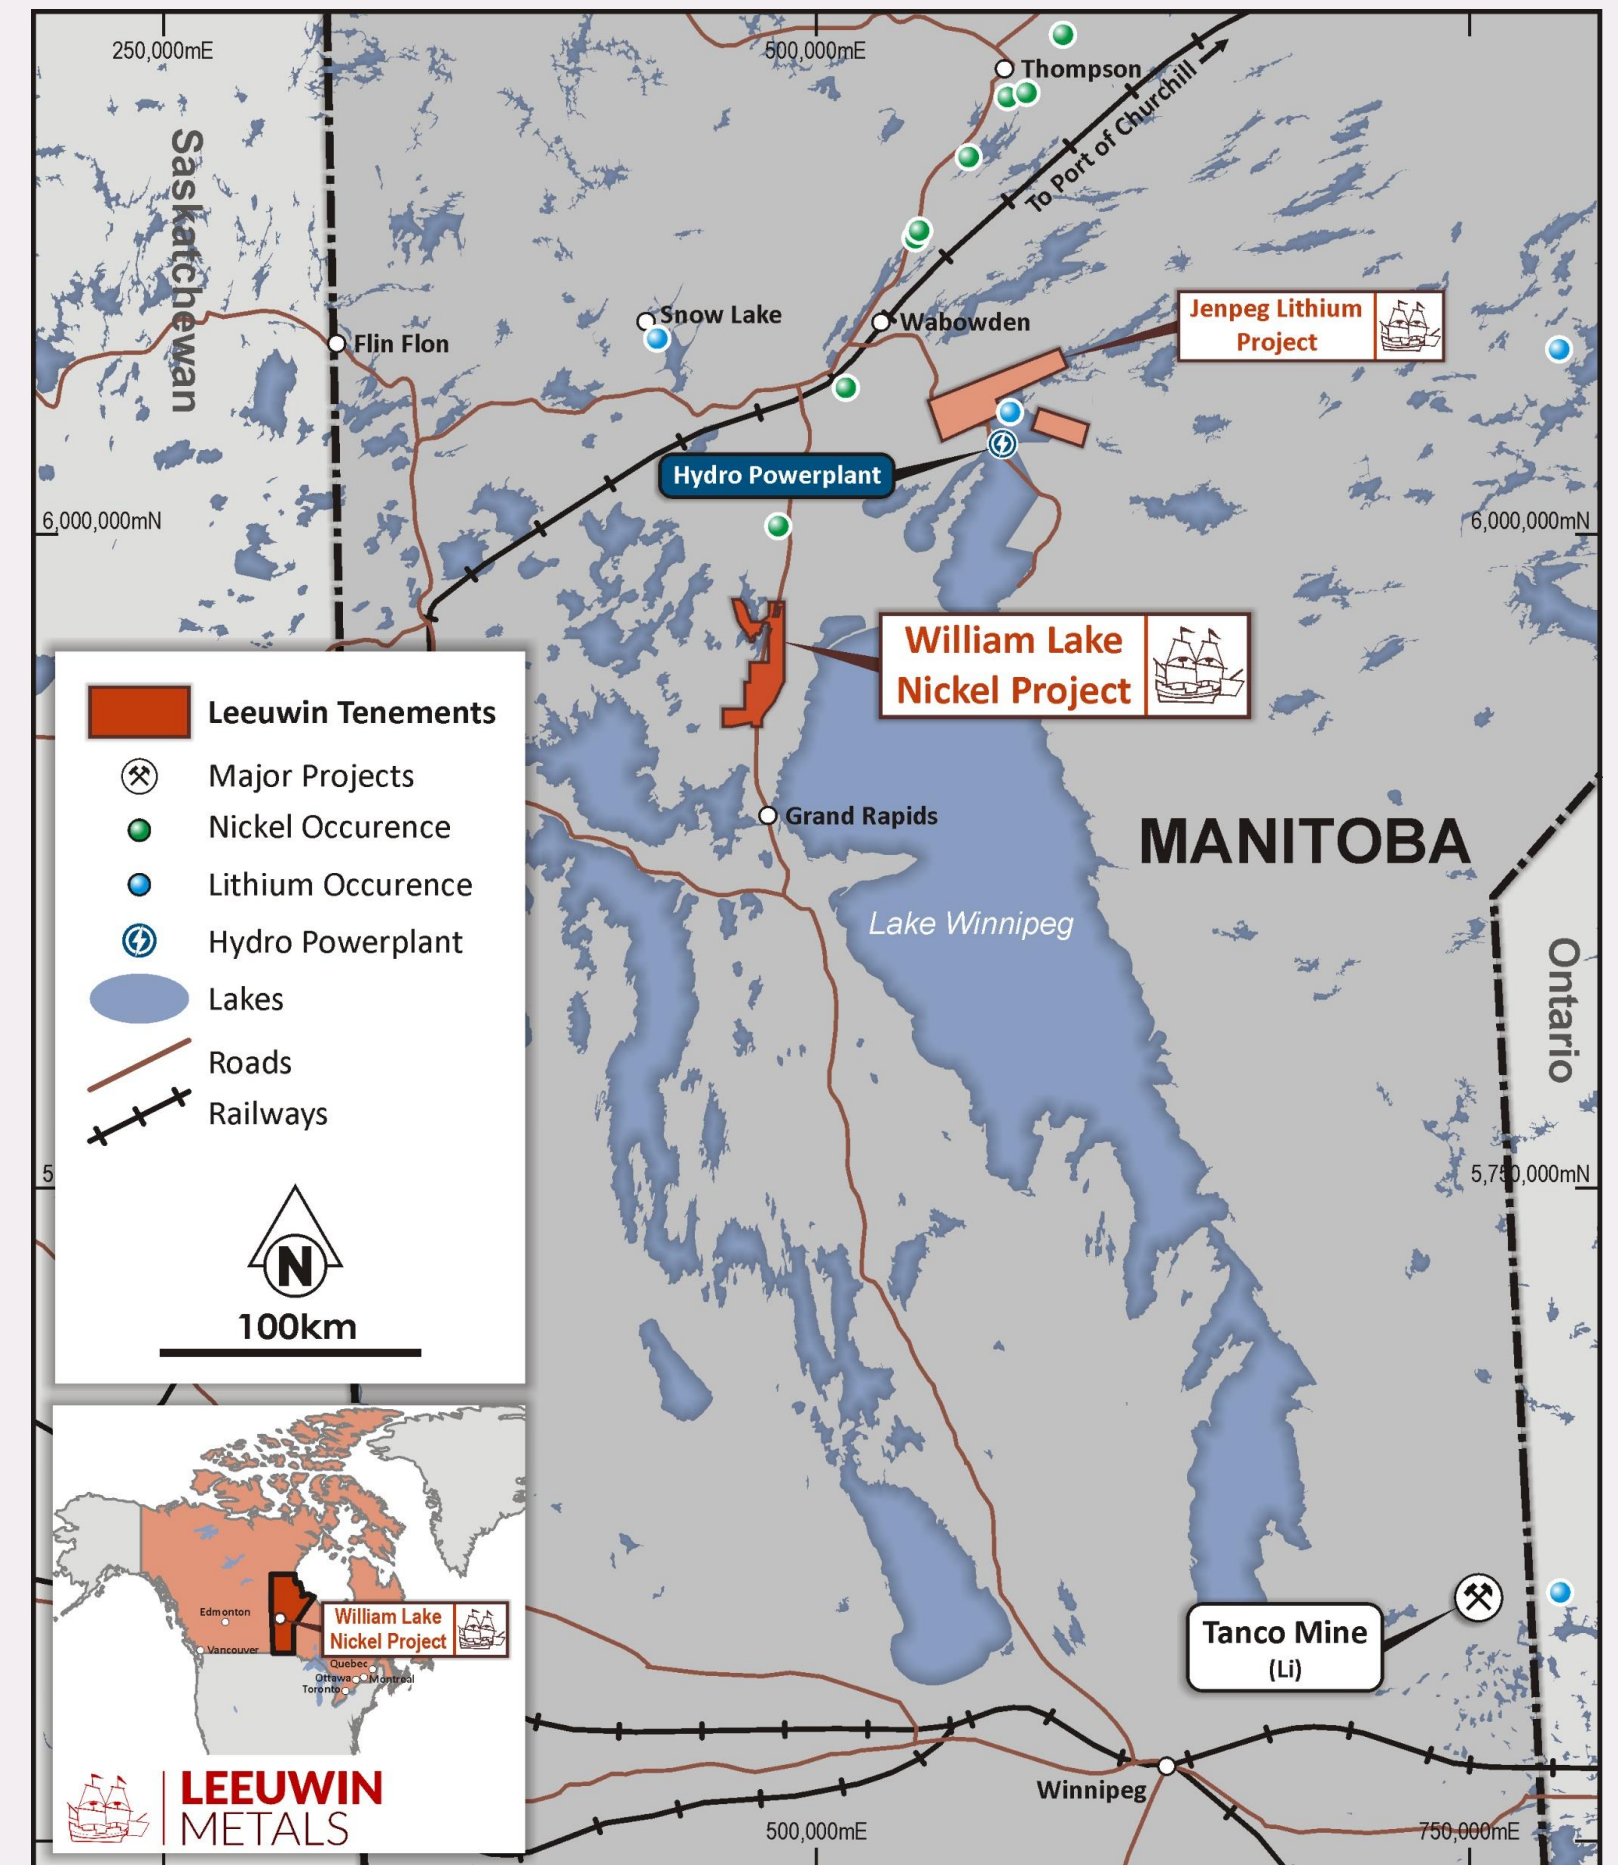 250,000mE
500,000mE
Thompson
To Port of Churchill
Saskatchewan
Snow Lake
Wabowden
Flin Flon
Jenpeg Lithium
Project
Hydro Powerplant
6,000,000mN
6,000,000mN
William Lake
Nickel Project
Leeuwin Tenements
Major Projects
Nickel Occurence
Lithium Occurence
Hydro Powerplant
Lakes
Roads
Railways
N
100km
Grand Rapids
MANITOBA
Lake Winnipeg
Ontario
5
5,750,000mN
Edmonton
Vancouver
William Lake
Nickel Project
Quebec
Ottawa
Montreal
Toronto
LEEUWIN
METALS
Tanco Mine
(Li)
Winnipeg
500,000mE
750,000mE